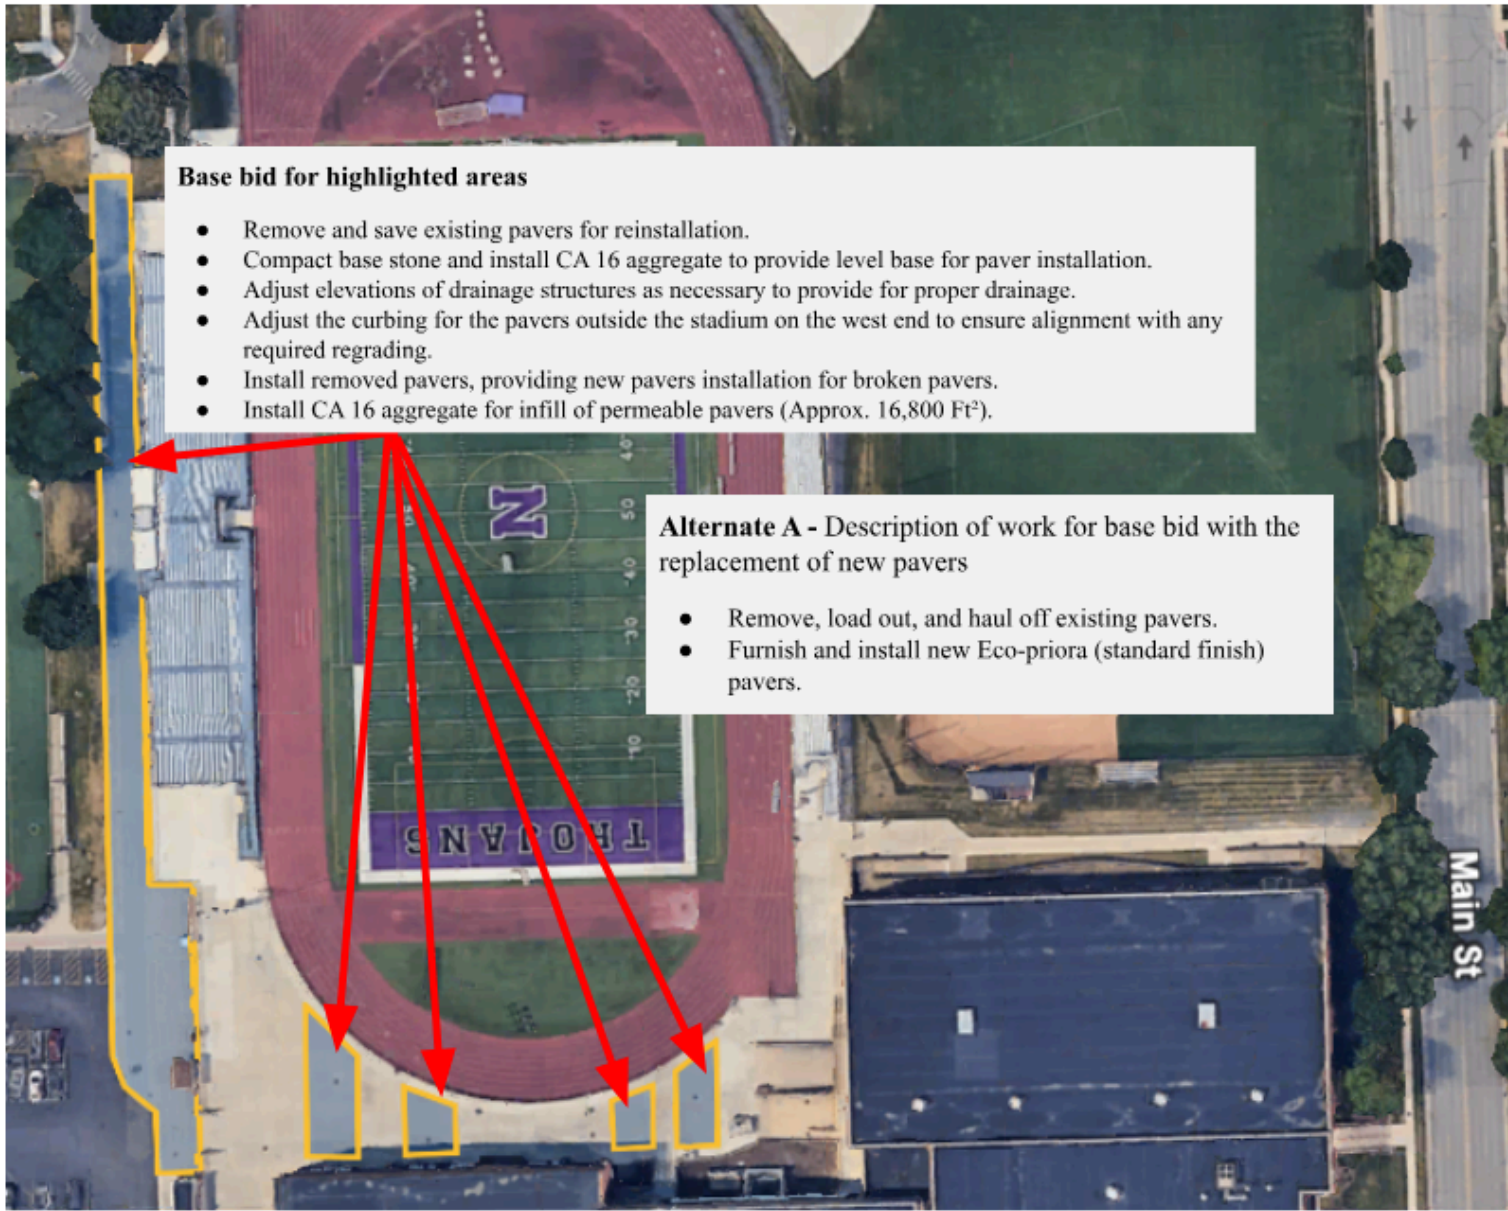 Base bid for highlighted areas
● Remove and save existing pavers for reinstallation.
● Compact base stone and install CA 16 aggregate to provide level base for paver installation.
● Adjust elevations of drainage structures as necessary to provide for proper drainage.
● Adjust the curbing for the pavers outside the stadium on the west end to ensure alignment with any
required regrading.
● Install removed pavers, providing new pavers installation for broken pavers.
● Install CA 16 aggregate for infill of permeable pavers (Approx. 16,800 Ft²).
40
N
50
40
30
20
10
Alternate A - Description of work for base bid with the
replacement of new pavers
● Remove, load out, and haul off existing pavers.
● Furnish and install new Eco-priora (standard finish)
pavers.
TROJANS
Main St